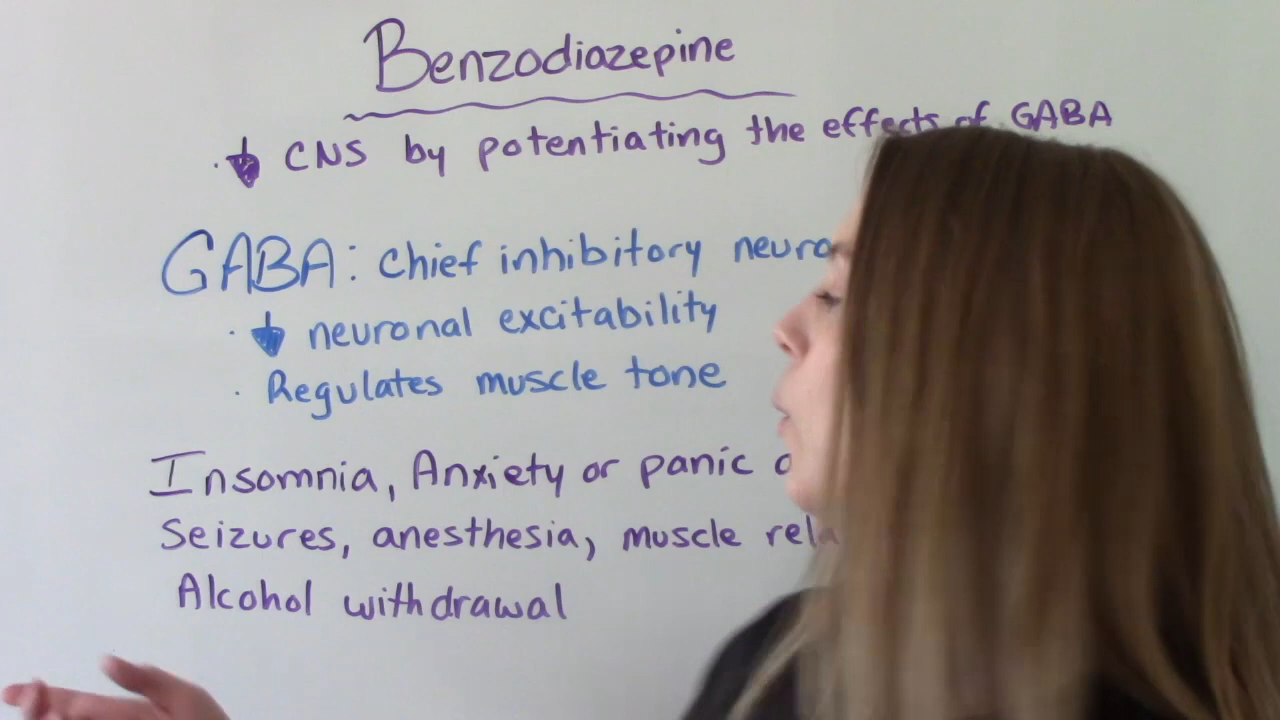 Benzodiazepine
· ↓ CNS by potentiating the effects of GABA
GABA: chief inhibitory
· ↓ neuronal excitability
· Regulates muscle tone
Insomnia, Anxiety or panic
Seizures, anesthesia, muscle
Alcohol withdrawal